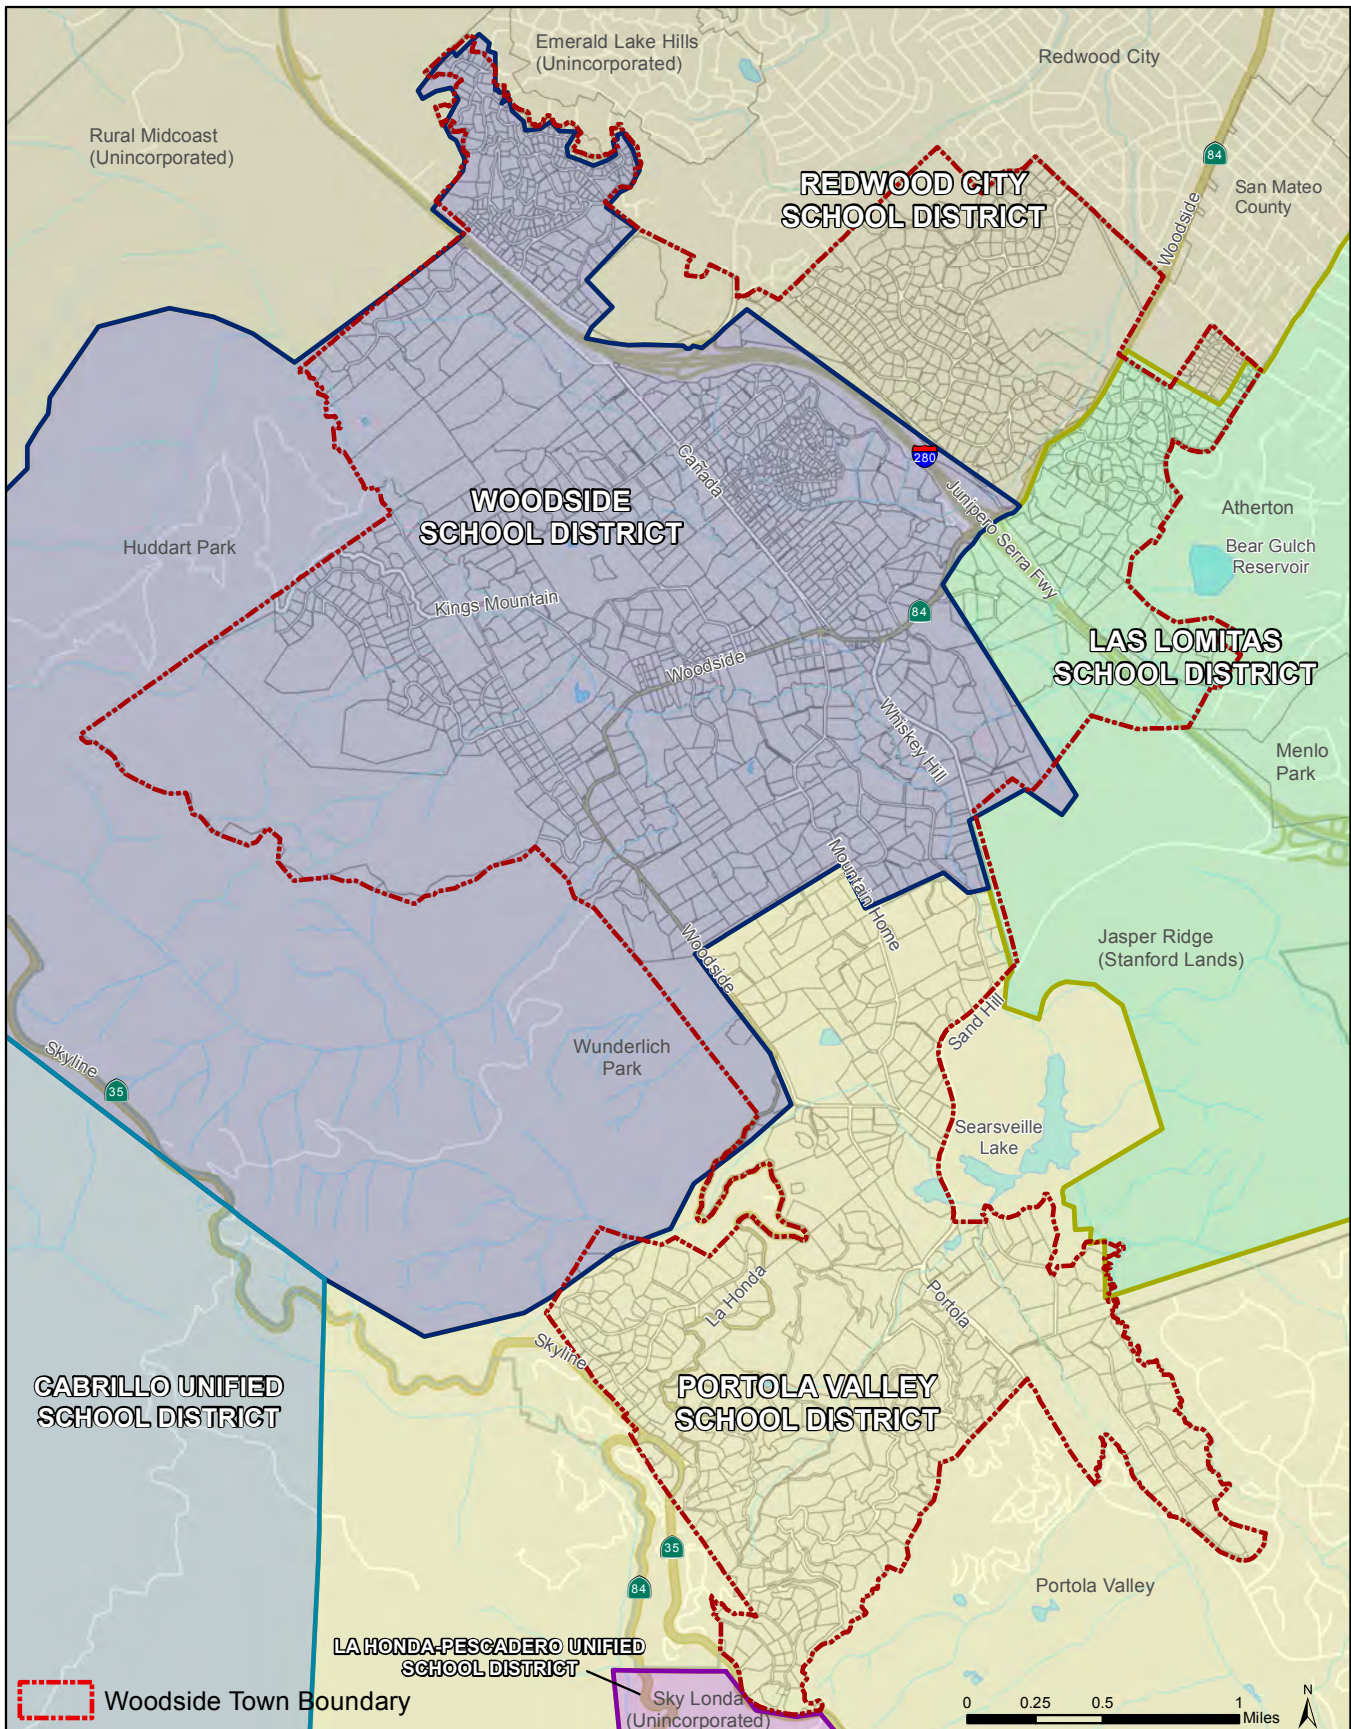 Emerald Lake Hills
(Unincorporated)
Redwood City
Rural Midcoast
(Unincorporated)
84
REDWOOD CITY
SCHOOL DISTRICT
San Mateo
County
Woodside
Cañada
280
Junipero Serra Fwy
WOODSIDE
SCHOOL DISTRICT
Atherton
Bear Gulch
Reservoir
Huddart Park
Kings Mountain
84
LAS LOMITAS
SCHOOL DISTRICT
Woodside
Whiskey Hill
Menlo
Park
Mountain Home
Woodside
Jasper Ridge
(Stanford Lands)
Sand Hill
Skyline
35
Wunderlich
Park
Searsveille
Lake
La Honda
Portola
Skyline
CABRILLO UNIFIED
SCHOOL DISTRICT
PORTOLA VALLEY
SCHOOL DISTRICT
35
84
Portola Valley
LA HONDA-PESCADERO UNIFIED
SCHOOL DISTRICT
Sky Londa
(Unincorporated)
Woodside Town Boundary
0 0.25 0.5 1
Miles
N